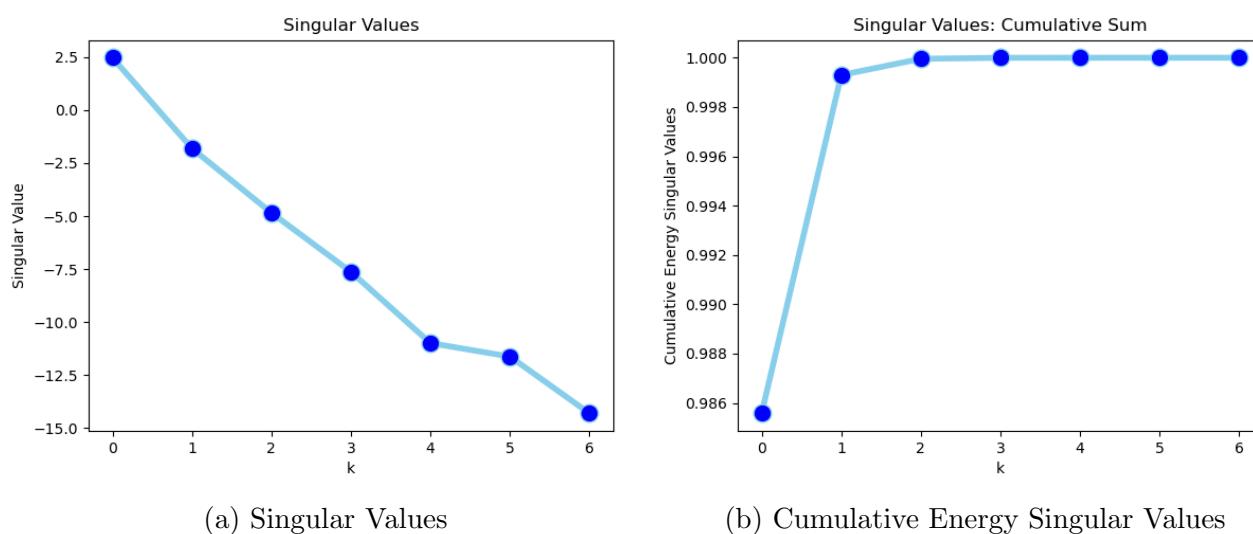 Singular Values
2.5
0.0
−2.5
−5.0
−7.5
−10.0
−12.5
−15.0
Singular Value
0 1 2 3 4 5 6
k
(a) Singular Values
Singular Values: Cumulative Sum
1.000
0.998
0.996
0.994
0.992
0.990
0.988
0.986
Cumulative Energy Singular Values
0 1 2 3 4 5 6
k
(b) Cumulative Energy Singular Values